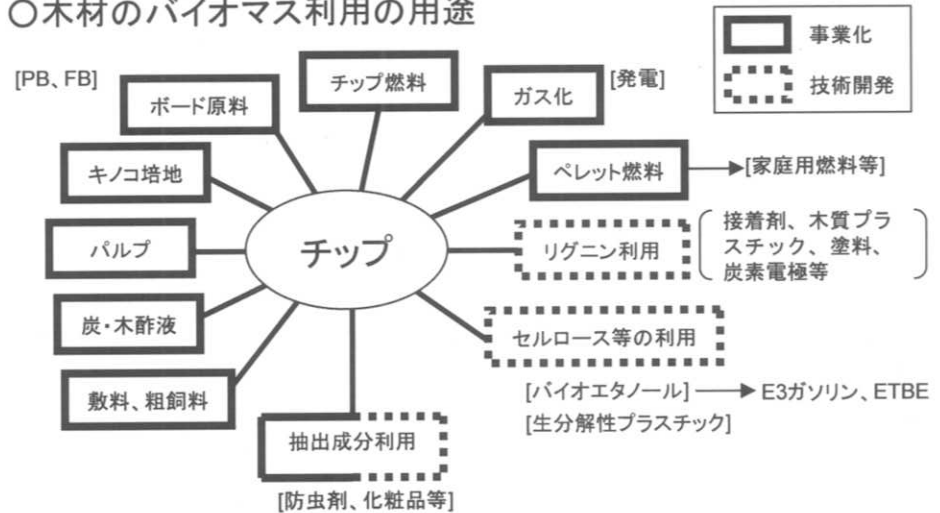 ○木材のバイオマス利用の用途
事業化
技術開発
[PB、FB]
ボード原料
チップ燃料
ガス化
[発電]
キノコ培地
ペレット燃料
[家庭用燃料等]
パルプ
チップ
リグニン利用
接着剤、木質プラ
スチック、塗料、
炭素電極等
炭・木酢液
セルロース等の利用
敷料、粗飼料
[バイオエタノール]
E3ガソリン、ETBE
[生分解性プラスチック]
抽出成分利用
[防虫剤、化粧品等]